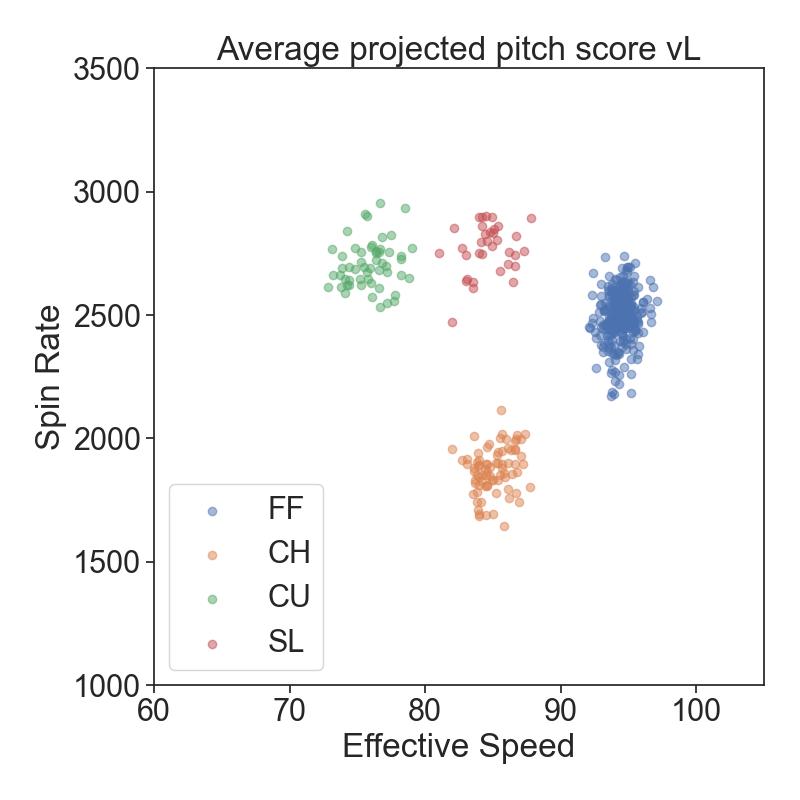 Average projected pitch score vL
3500
3000
2500
2000
1500
1000
Spin Rate
FF
CH
CU
SL
60 70 80 90 100
Effective Speed